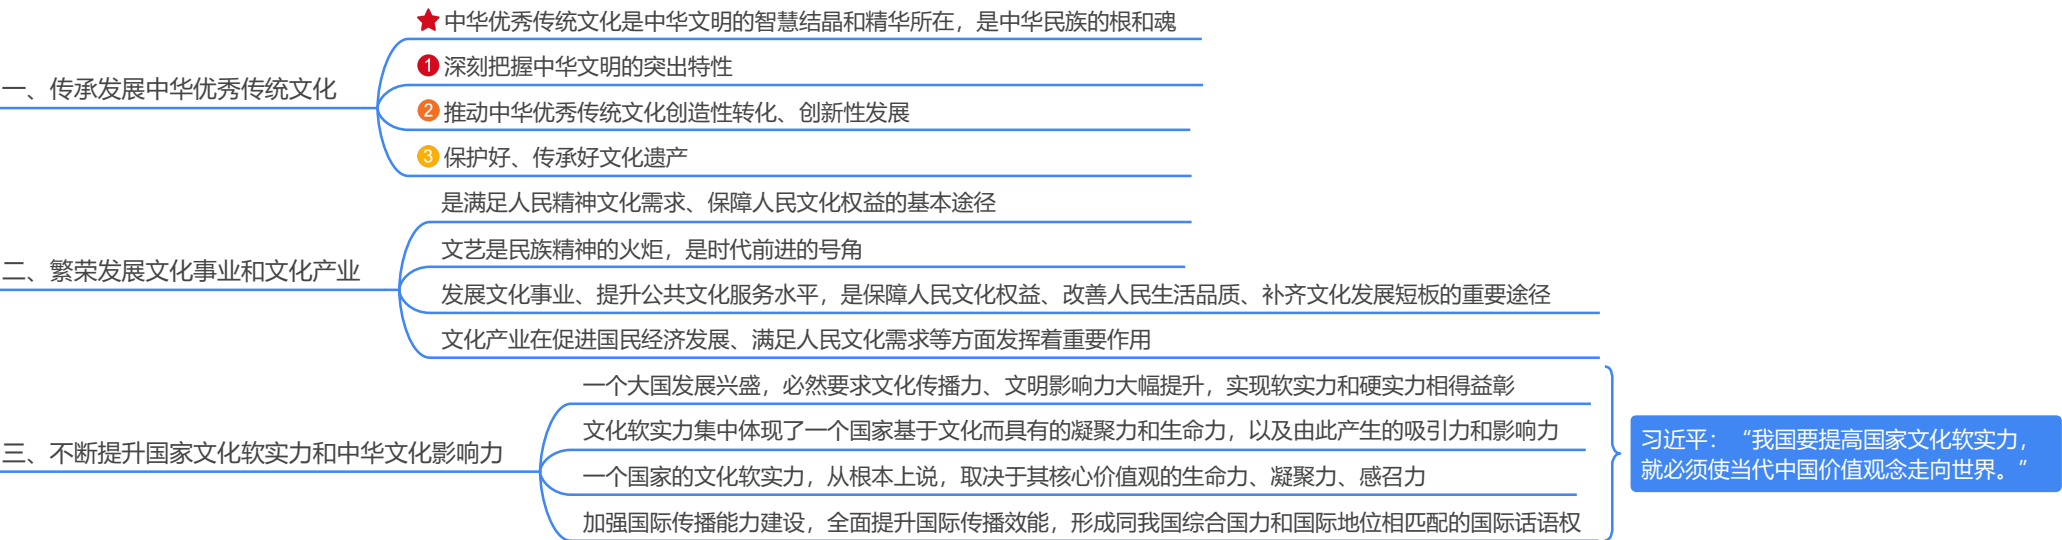 一、传承发展中华优秀传统文化
中华优秀传统文化是中华文明的智慧结晶和精华所在，是中华民族的根和魂
1 深刻把握中华文明的突出特性
2 推动中华优秀传统文化创造性转化、创新性发展
3 保护好、传承好文化遗产
二、繁荣发展文化事业和文化产业
是满足人民精神文化需求、保障人民文化权益的基本途径
文艺是民族精神的火炬，是时代前进的号角
发展文化事业、提升公共文化服务水平，是保障人民文化权益、改善人民生活品质、补齐文化发展短板的重要途径
文化产业在促进国民经济发展、满足人民文化需求等方面发挥着重要作用
三、不断提升国家文化软实力和中华文化影响力
一个大国发展兴盛，必然要求文化传播力、文明影响力大幅提升，实现软实力和硬实力相得益彰
文化软实力集中体现了一个国家基于文化而具有的凝聚力和生命力，以及由此产生的吸引力和影响力
一个国家的文化软实力，从根本上说，取决于其核心价值观的生命力、凝聚力、感召力
加强国际传播能力建设，全面提升国际传播效能，形成同我国综合国力和国际地位相匹配的国际话语权
习近平：“我国要提高国家文化软实力，
就必须使当代中国价值观念走向世界。”